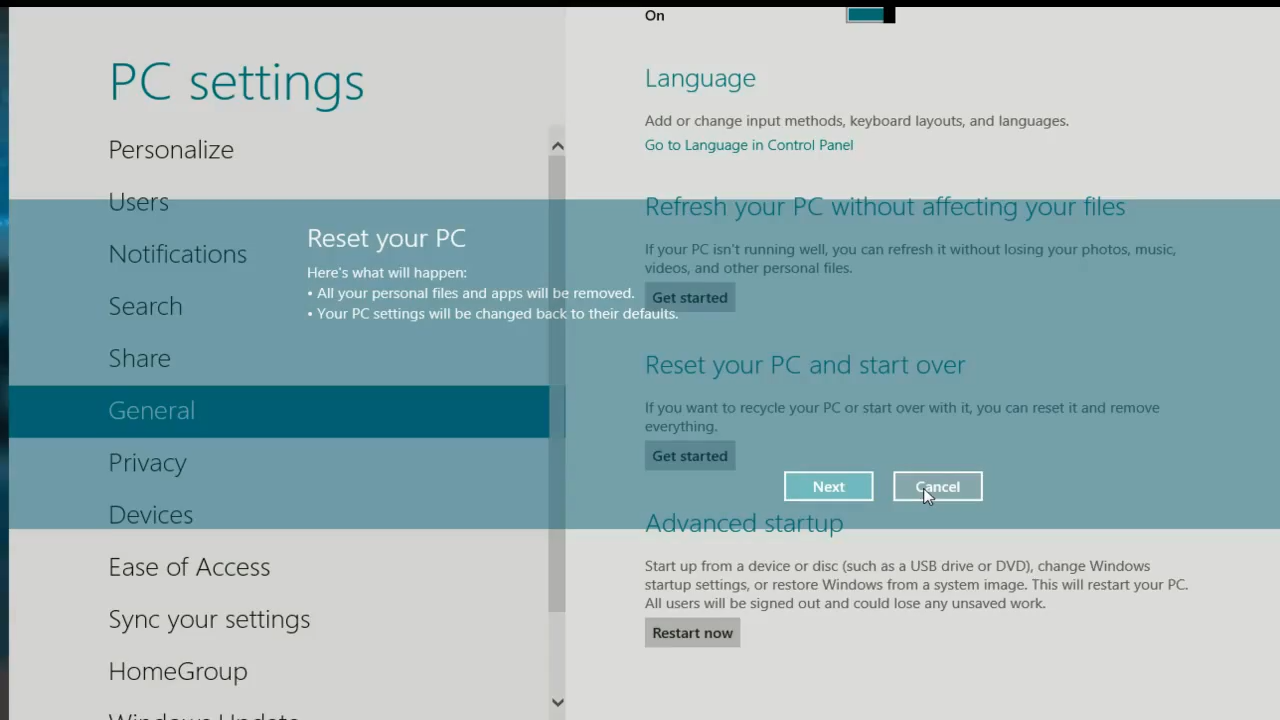 PC settings
Personalize
Users
Notifications
Search
Share
General
Privacy
Devices
Ease of Access
Sync your settings
HomeGroup
Windows Update
On
Language
Add or change input methods, keyboard layouts, and languages.
Go to Language in Control Panel
Refresh your PC without affecting your files
If your PC isn't running well, you can refresh it without losing your photos, music,
videos, and other personal files.
Get started
Reset your PC and start over
If you want to recycle your PC or start over with it, you can reset it and remove
everything.
Get started
Advanced startup
Start up from a device or disc (such as a USB drive or DVD), change Windows
startup settings, or restore Windows from a system image. This will restart your PC.
All users will be signed out and could lose any unsaved work.
Restart now
Reset your PC
Here's what will happen:
• All your personal files and apps will be removed.
• Your PC settings will be changed back to their defaults.
Next
Cancel